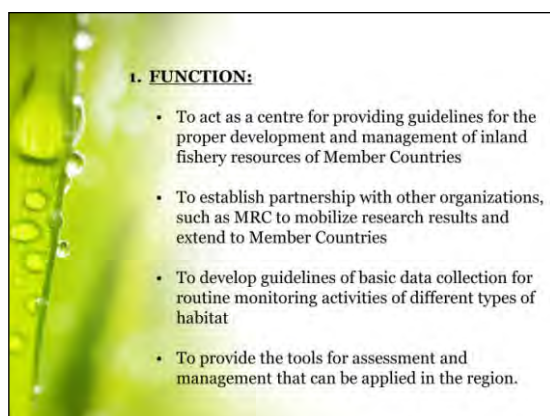 1. FUNCTION:
• To act as a centre for providing guidelines for the
proper development and management of inland
fishery resources of Member Countries
• To establish partnership with other organizations,
such as MRC to mobilize research results and
extend to Member Countries
• To develop guidelines of basic data collection for
routine monitoring activities of different types of
habitat
• To provide the tools for assessment and
management that can be applied in the region.